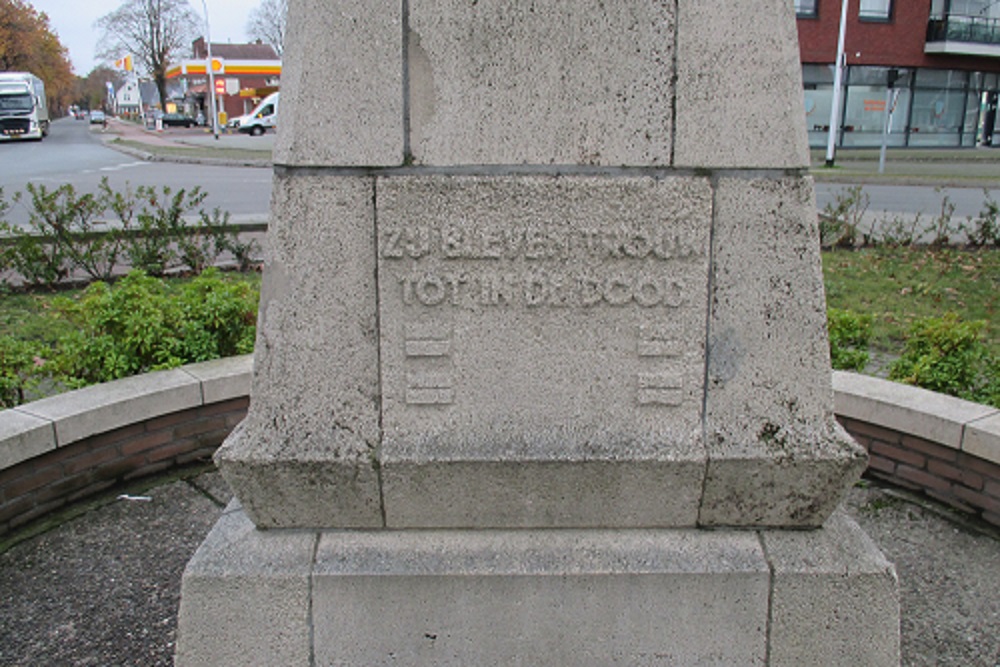 ZIJ BLEVEN TROUW
TOT IN DE DOOD